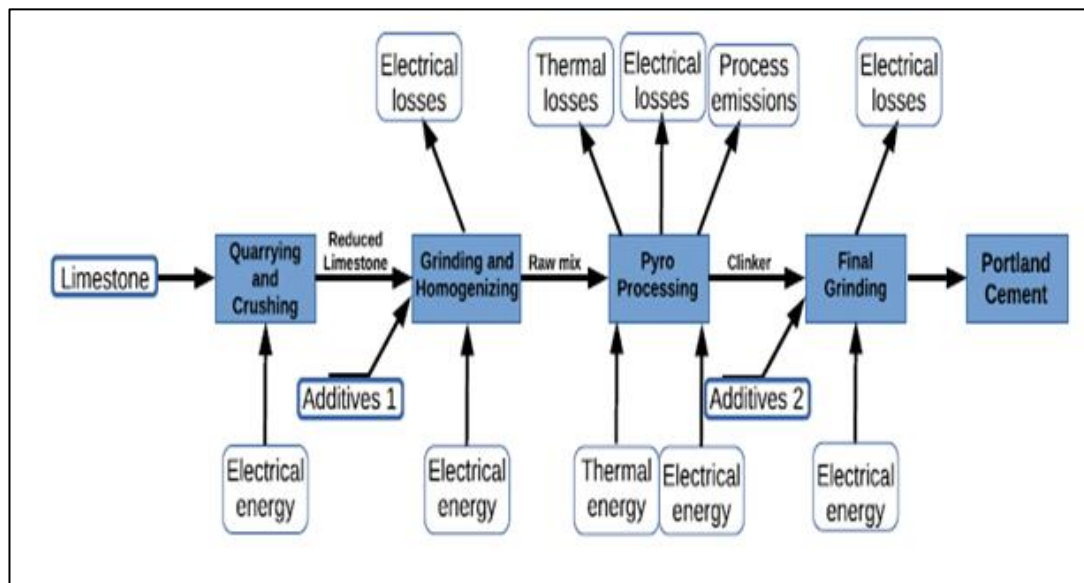 Electrical
losses
Thermal
losses
Electrical
losses
Process
emissions
Electrical
losses
Limestone
Quarrying
and
Crushing
Reduced
Limestone
Grinding and
Homogenizing
Raw mix
Pyro
Processing
Clinker
Final
Grinding
Portland
Cement
Additives 1
Additives 2
Electrical
energy
Electrical
energy
Thermal
energy
Electrical
energy
Electrical
energy